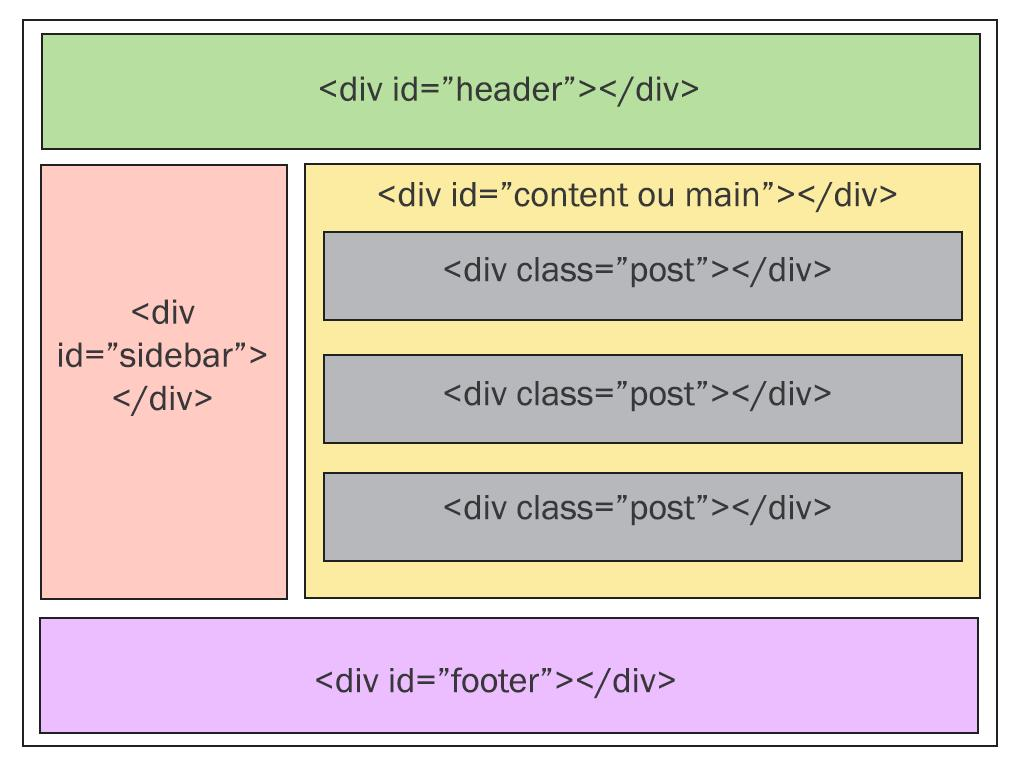 <div id=”header”></div>
<div id=”content ou main”></div>
<div class=”post”></div>
<div
id=”sidebar”>
</div>
<div class=”post”></div>
<div class=”post”></div>
<div id=”footer”></div>